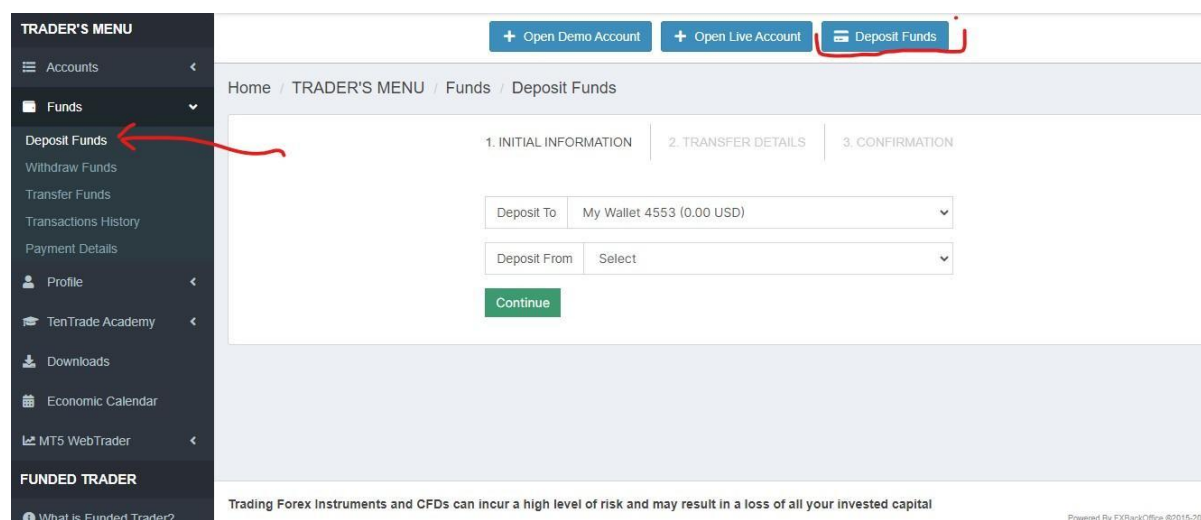 TRADER'S MENU
Accounts
Funds
Deposit Funds
Withdraw Funds
Transfer Funds
Transactions History
Payment Details
Profile
TenTrade Academy
Downloads
Economic Calendar
MT5 WebTrader
FUNDED TRADER
What is Funded Trader?
+ Open Demo Account
+ Open Live Account
Deposit Funds
Home / TRADER'S MENU / Funds / Deposit Funds
1. INITIAL INFORMATION
2. TRANSFER DETAILS
3. CONFIRMATION
Deposit To My Wallet 4553 (0.00 USD)
Deposit From Select
Continue
Trading Forex Instruments and CFDs can incur a high level of risk and may result in a loss of all your invested capital
Powered By FXBackOffice